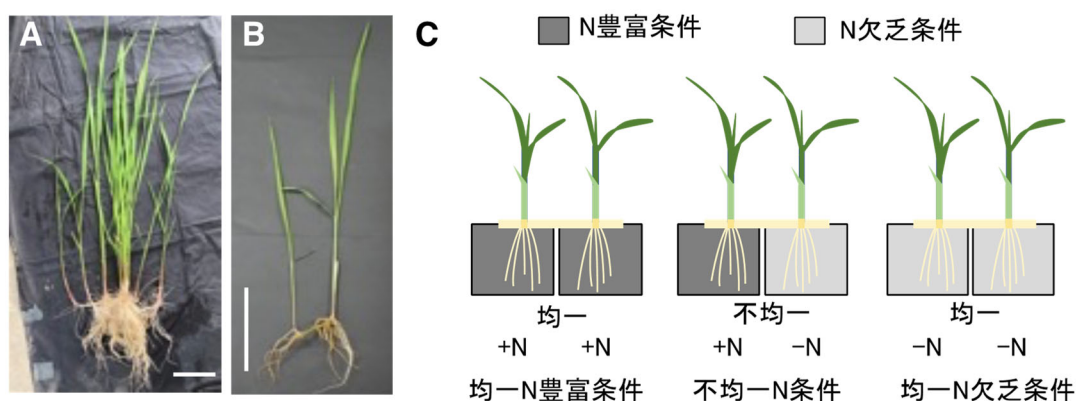 A
B
C
N豊富条件
N欠乏条件
均一
不均一
均一
+N
+N
+N
−N
−N
−N
均一N豊富条件
不均一N条件
均一N欠乏条件